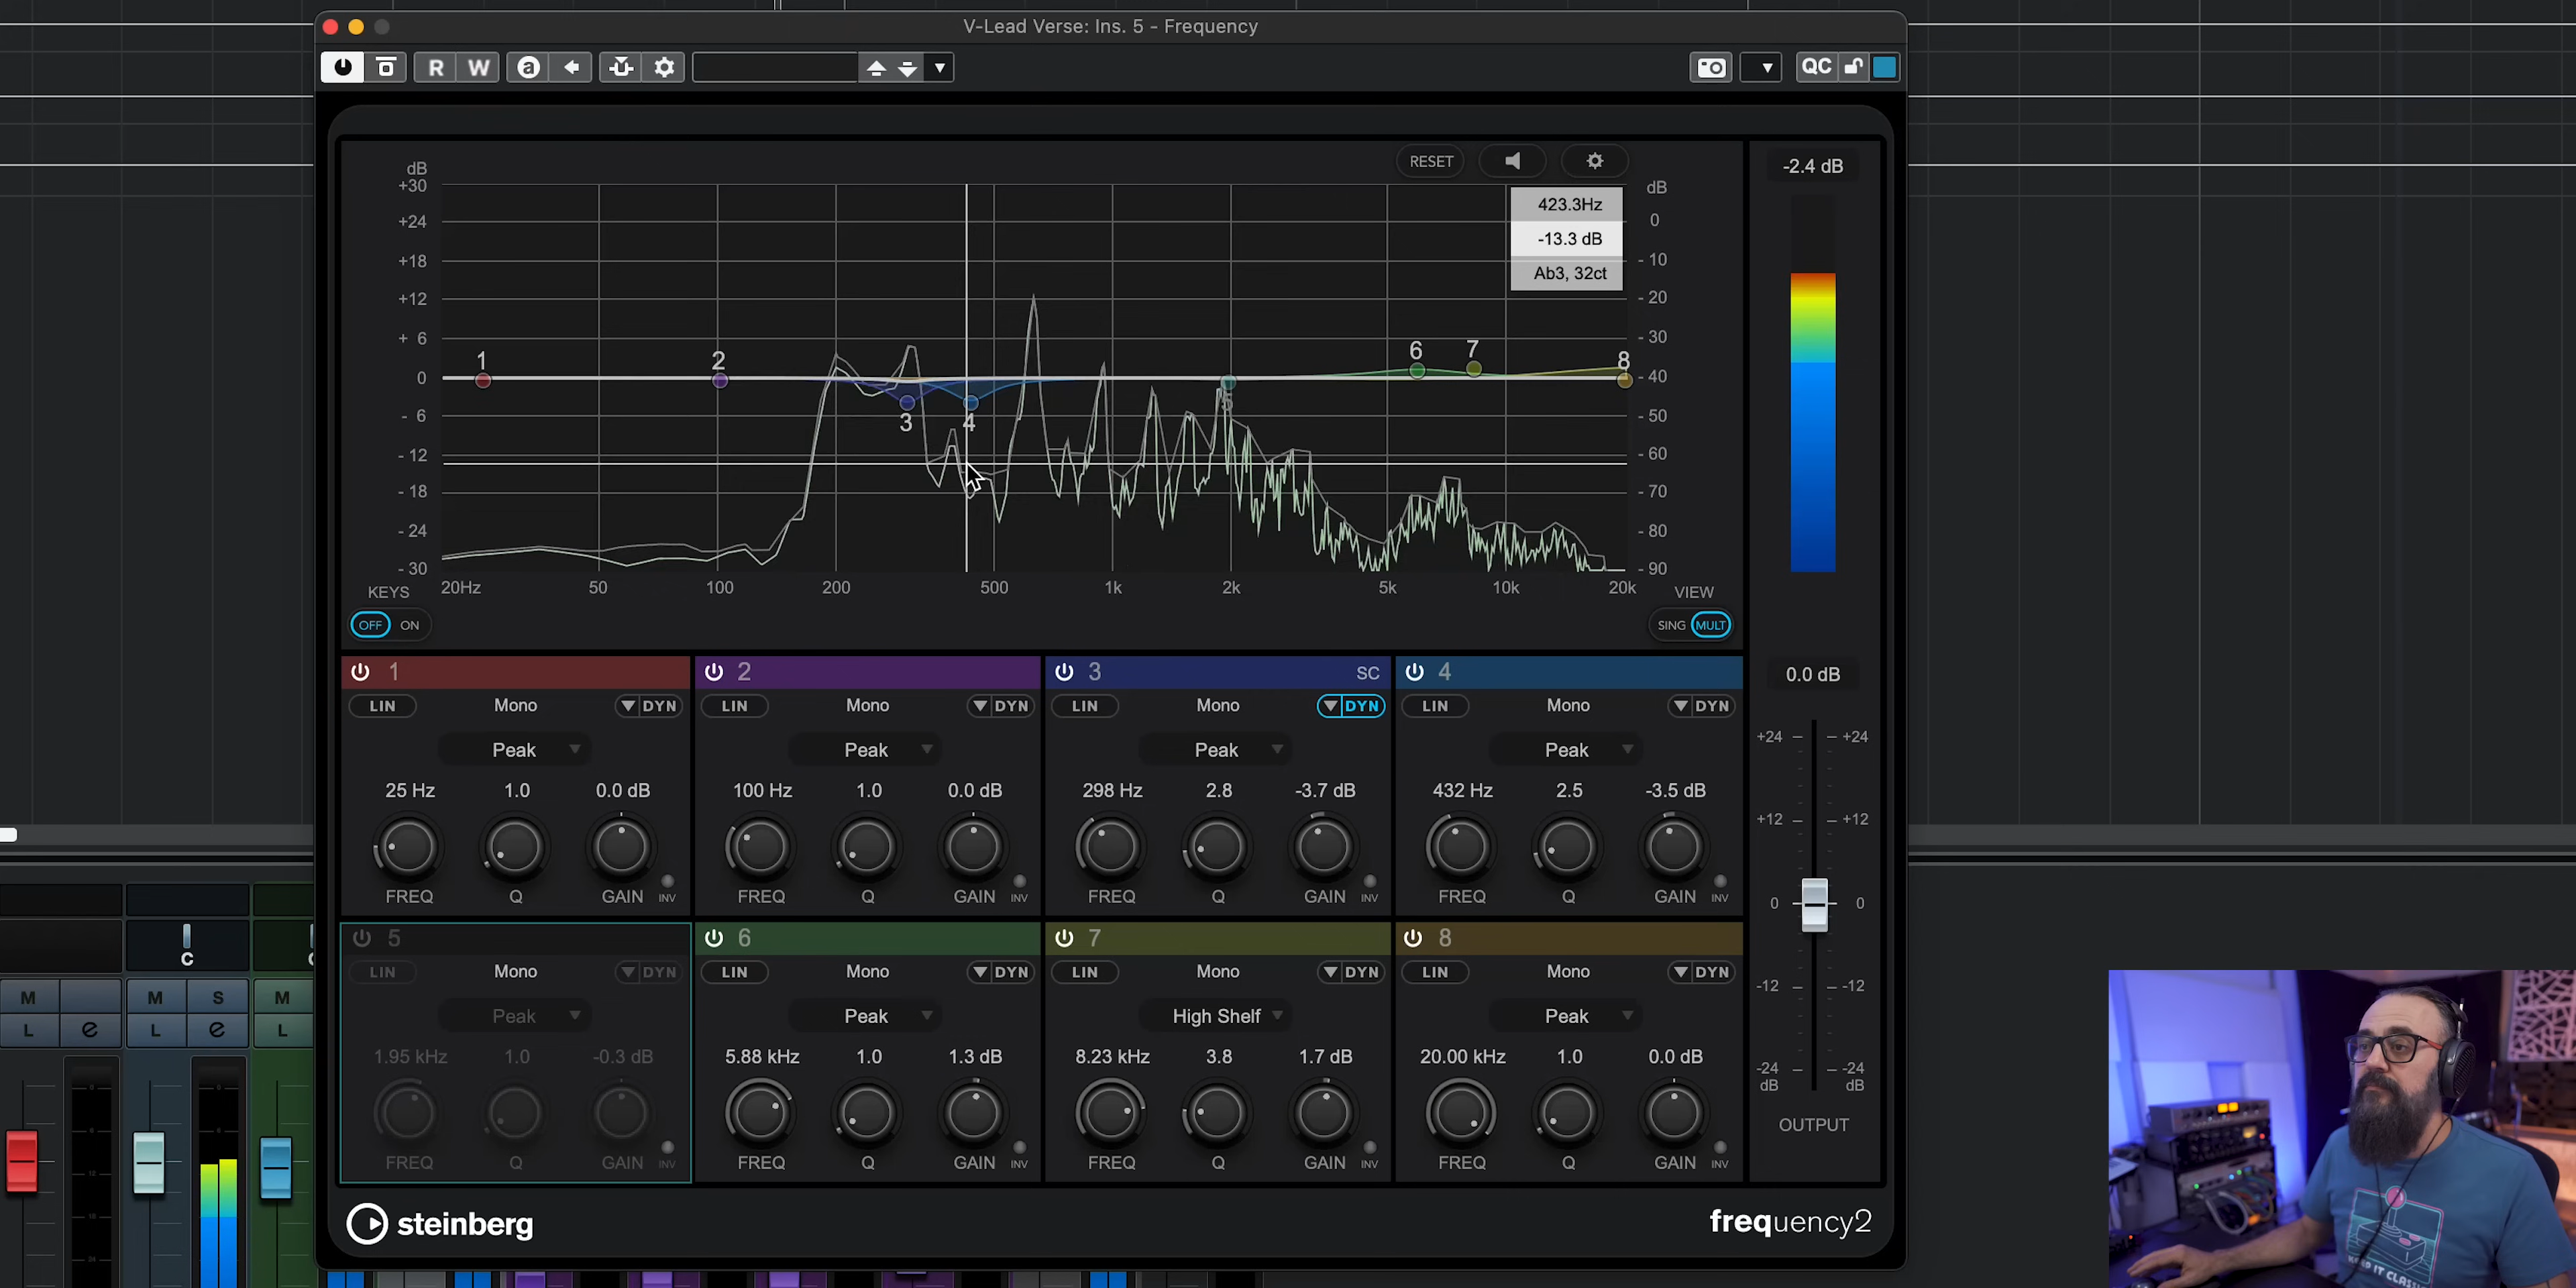 V-Lead Verse: Ins. 5 - Frequency
R W a QC
RESET
dB dB
+30
+24 0
+18 -10
+12 -20
+ 6 -30
0 -40
- 6 -50
- 12 -60
- 18 -70
- 24 -80
- 30 -90
423.3Hz
-13.3 dB
Ab3, 32ct
1 2 3 4 5 6 7 8
20Hz 50 100 200 500 1k 2k 5k 10k 20k
KEYS
OFF ON
VIEW
SING MULT
-2.4 dB
1 2 3 SC 4
LIN Mono DYN LIN Mono DYN LIN Mono DYN LIN Mono DYN
Peak Peak Peak Peak
25 Hz 1.0 0.0 dB 100 Hz 1.0 0.0 dB 298 Hz 2.8 -3.7 dB 432 Hz 2.5 -3.5 dB
FREQ Q GAIN INV FREQ Q GAIN INV FREQ Q GAIN INV FREQ Q GAIN INV
5 6 7 8
LIN Mono DYN LIN Mono DYN LIN Mono DYN LIN Mono DYN
Peak Peak High Shelf Peak
1.95 kHz 1.0 -0.3 dB 5.88 kHz 1.0 1.3 dB 8.23 kHz 3.8 1.7 dB 20.00 kHz 1.0 0.0 dB
FREQ Q GAIN INV FREQ Q GAIN INV FREQ Q GAIN INV FREQ Q GAIN INV
0.0 dB
+24 +24
+12 +12
0 0
-12 -12
-24 -24
dB dB
OUTPUT
steinberg
frequency2
C
M M S M
L e L e L